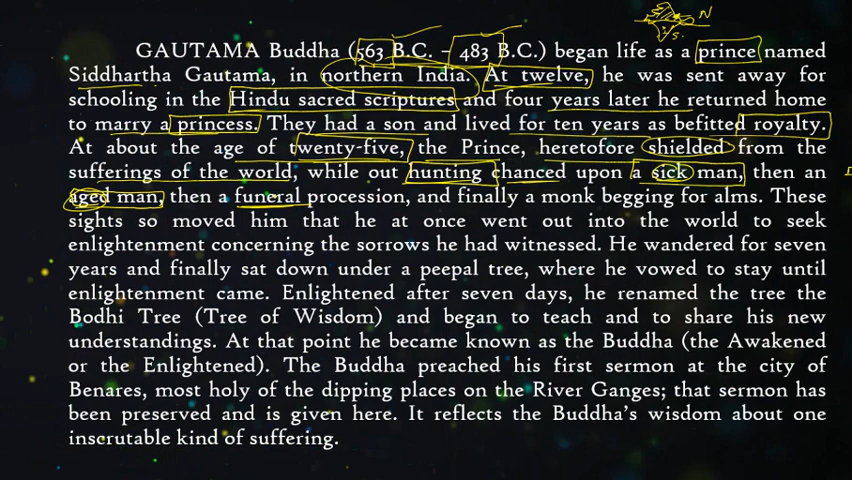 N
S.
GAUTAMA Buddha (563 B.C. – 483 B.C.) began life as a prince named
Siddhartha Gautama, in northern India. At twelve, he was sent away for
schooling in the Hindu sacred scriptures and four years later he returned home
to marry a princess. They had a son and lived for ten years as befitted royalty.
At about the age of twenty-five, the Prince, heretofore shielded from the
sufferings of the world, while out hunting chanced upon a sick man, then an
aged man, then a funeral procession, and finally a monk begging for alms. These
sights so moved him that he at once went out into the world to seek
enlightenment concerning the sorrows he had witnessed. He wandered for seven
years and finally sat down under a peepal tree, where he vowed to stay until
enlightenment came. Enlightened after seven days, he renamed the tree the
Bodhi Tree (Tree of Wisdom) and began to teach and to share his new
understandings. At that point he became known as the Buddha (the Awakened
or the Enlightened). The Buddha preached his first sermon at the city of
Benares, most holy of the dipping places on the River Ganges; that sermon has
been preserved and is given here. It reflects the Buddha's wisdom about one
inscrutable kind of suffering.